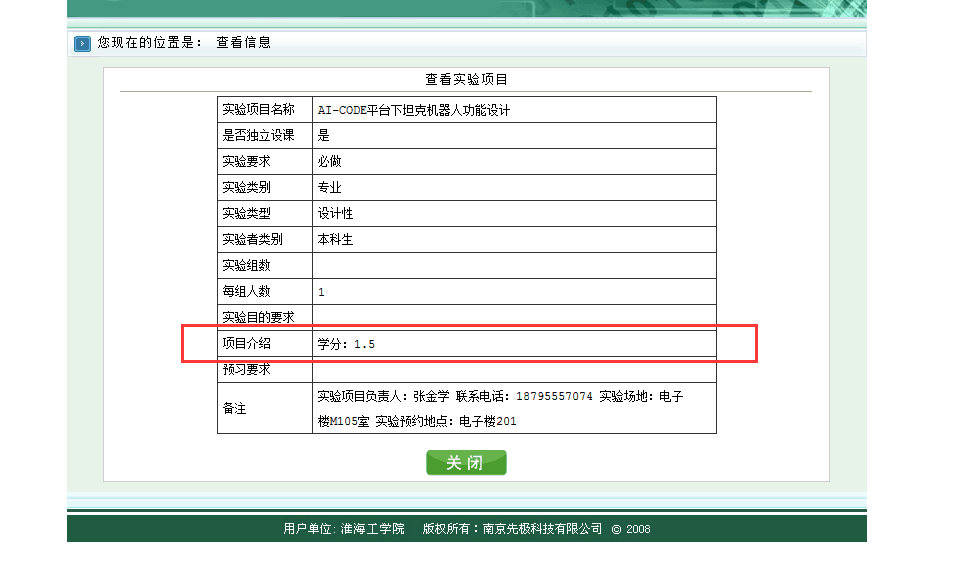 您现在的位置是： 查看信息
查看实验项目
实验项目名称 AI-CODE平台下坦克机器人功能设计
是否独立设课 是
实验要求 必做
实验类别 专业
实验类型 设计性
实验者类别 本科生
实验组数
每组人数 1
实验目的要求
项目介绍 学分：1.5
预习要求
备注 实验项目负责人：张金学 联系电话：18795557074 实验场地：电子
楼M105室 实验预约地点：电子楼201
关 闭
用户单位: 淮海工学院 版权所有：南京先极科技有限公司 © 2008